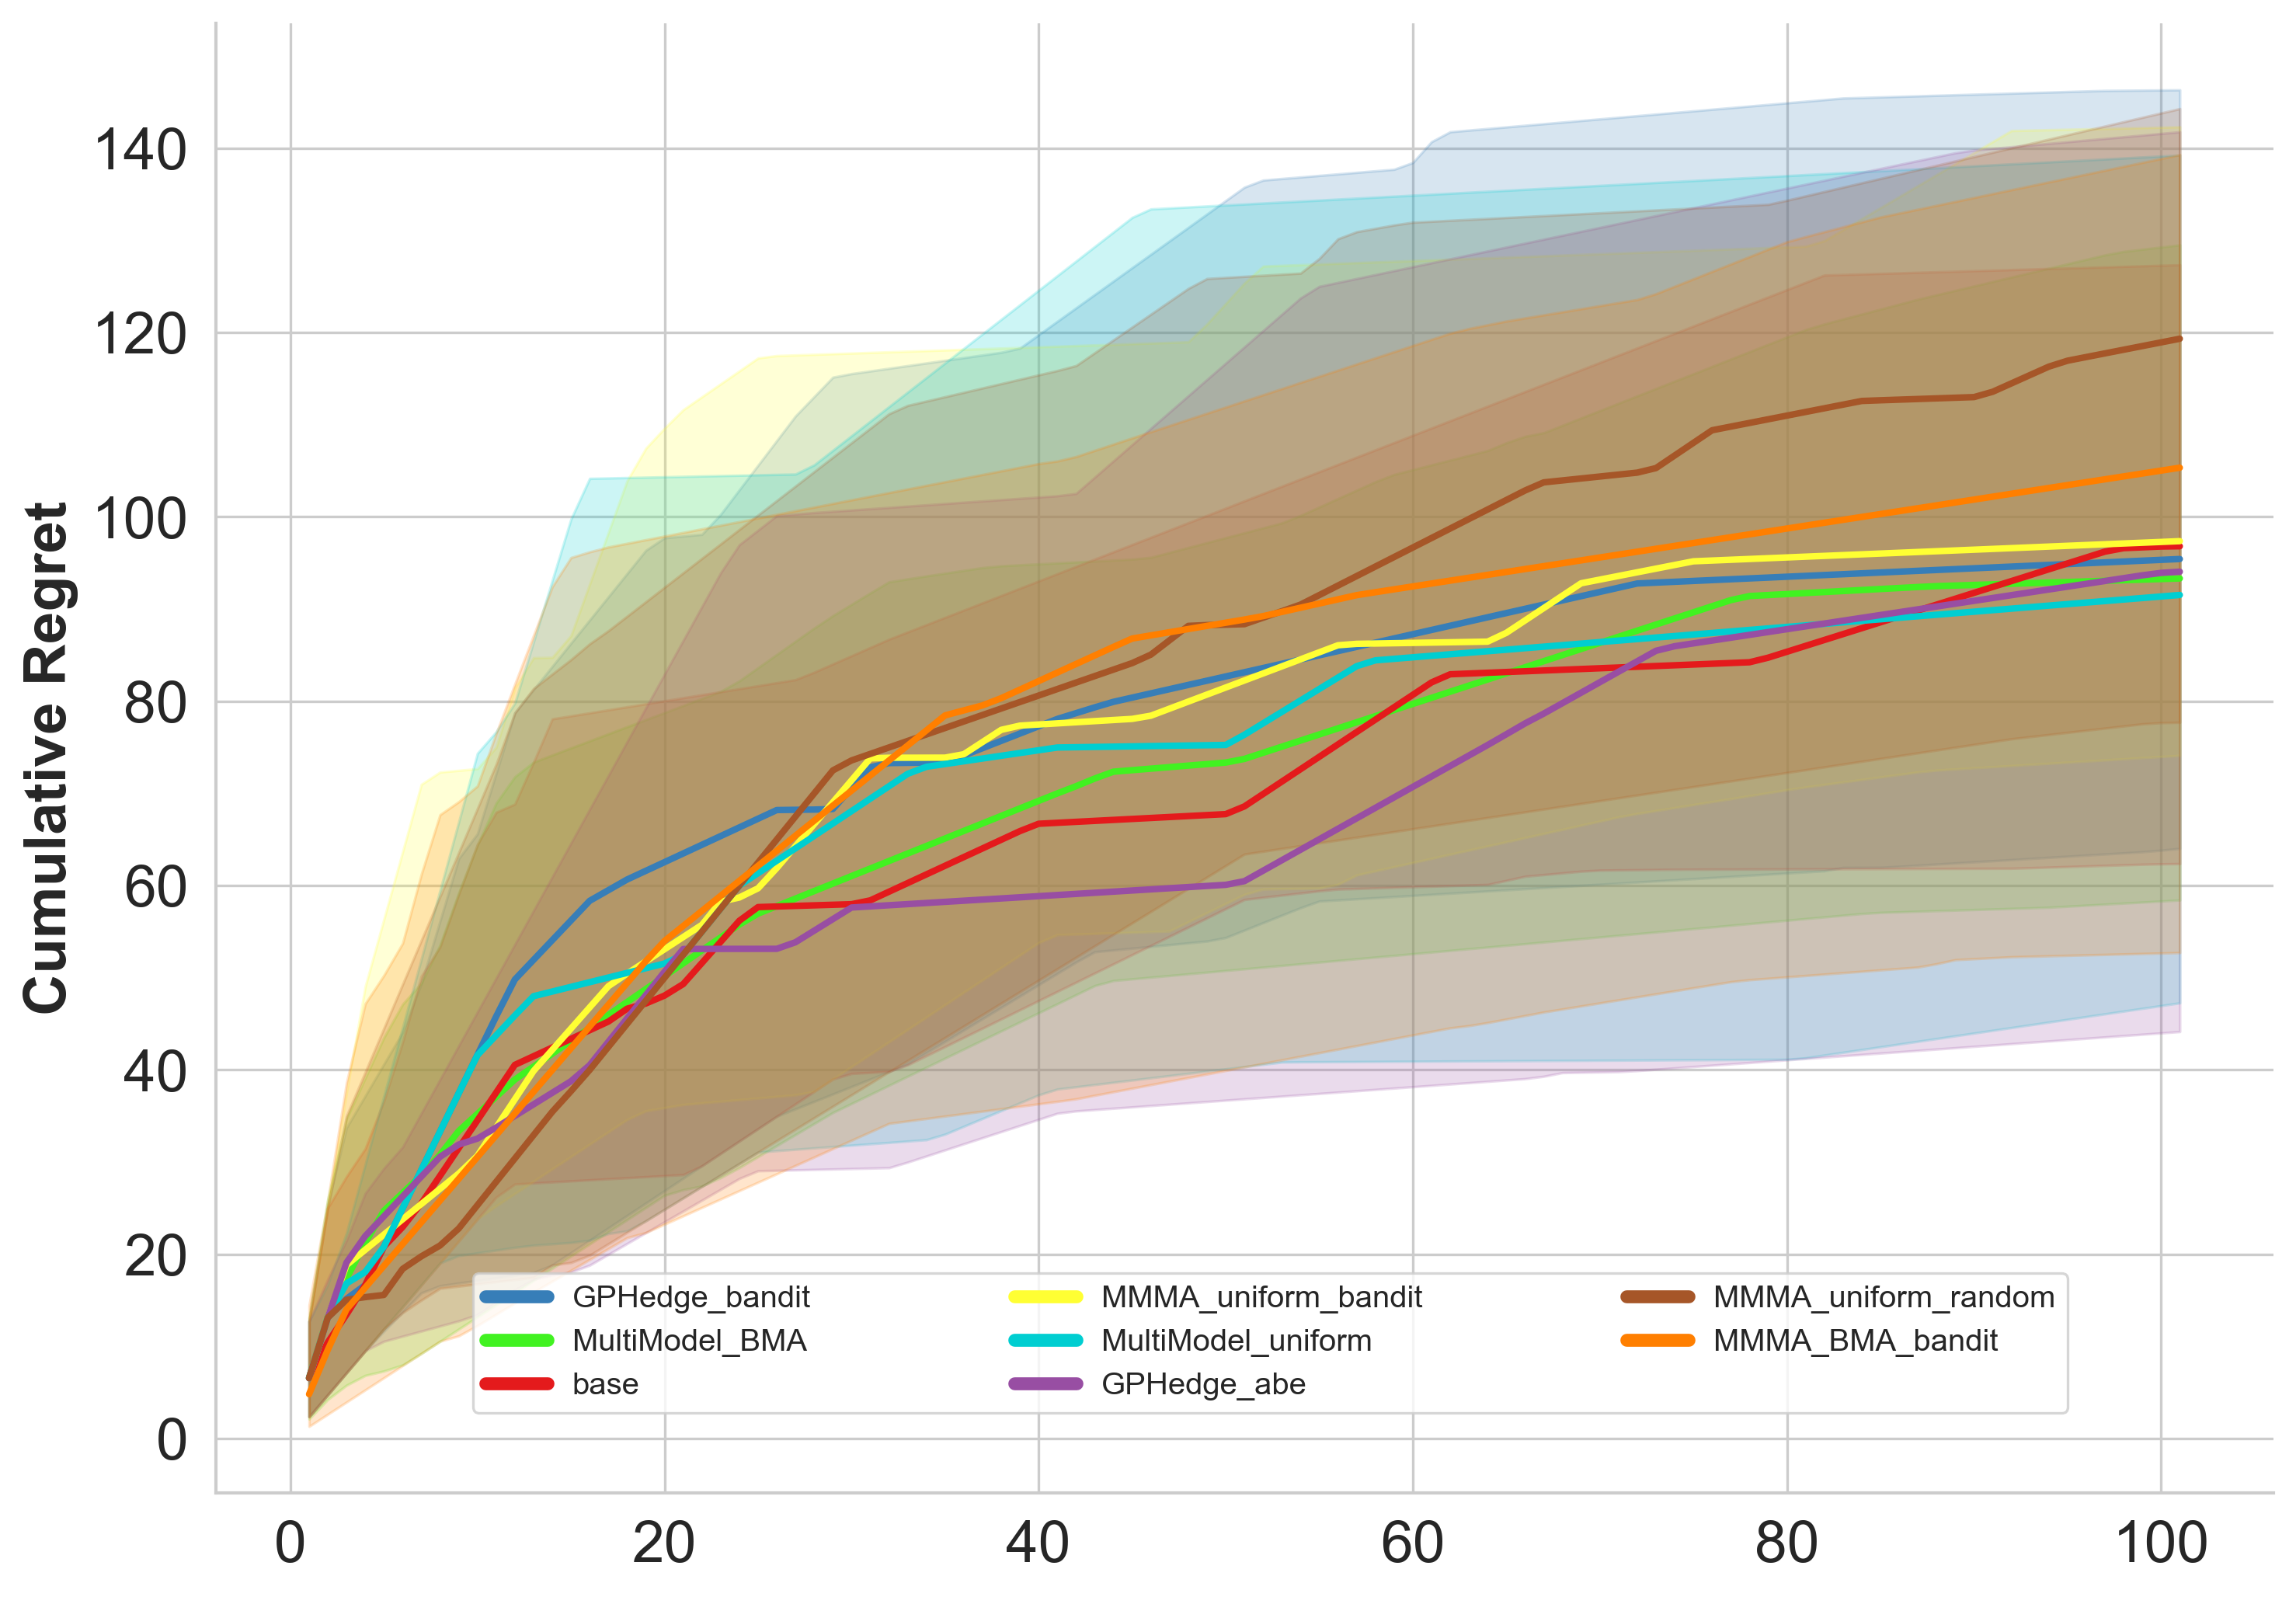 Cumulative Regret
140
120
100
80
60
40
20
0
0 20 40 60 80 100
GPHedge_bandit
MultiModel_BMA
base
MMMA_uniform_bandit
MultiModel_uniform
GPHedge_abe
MMMA_uniform_random
MMMA_BMA_bandit